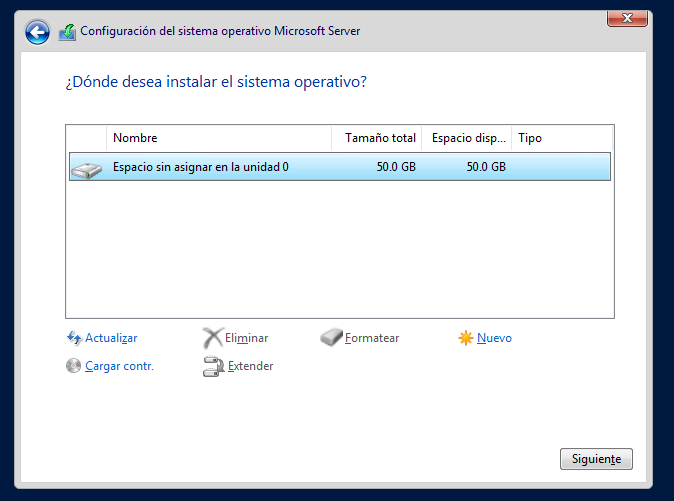 Configuración del sistema operativo Microsoft Server
¿Dónde desea instalar el sistema operativo?
Nombre Tamaño total Espacio disp... Tipo
Espacio sin asignar en la unidad 0 50.0 GB 50.0 GB
Actualizar Eliminar Formatear Nuevo
Cargar contr. Extender
Siguiente